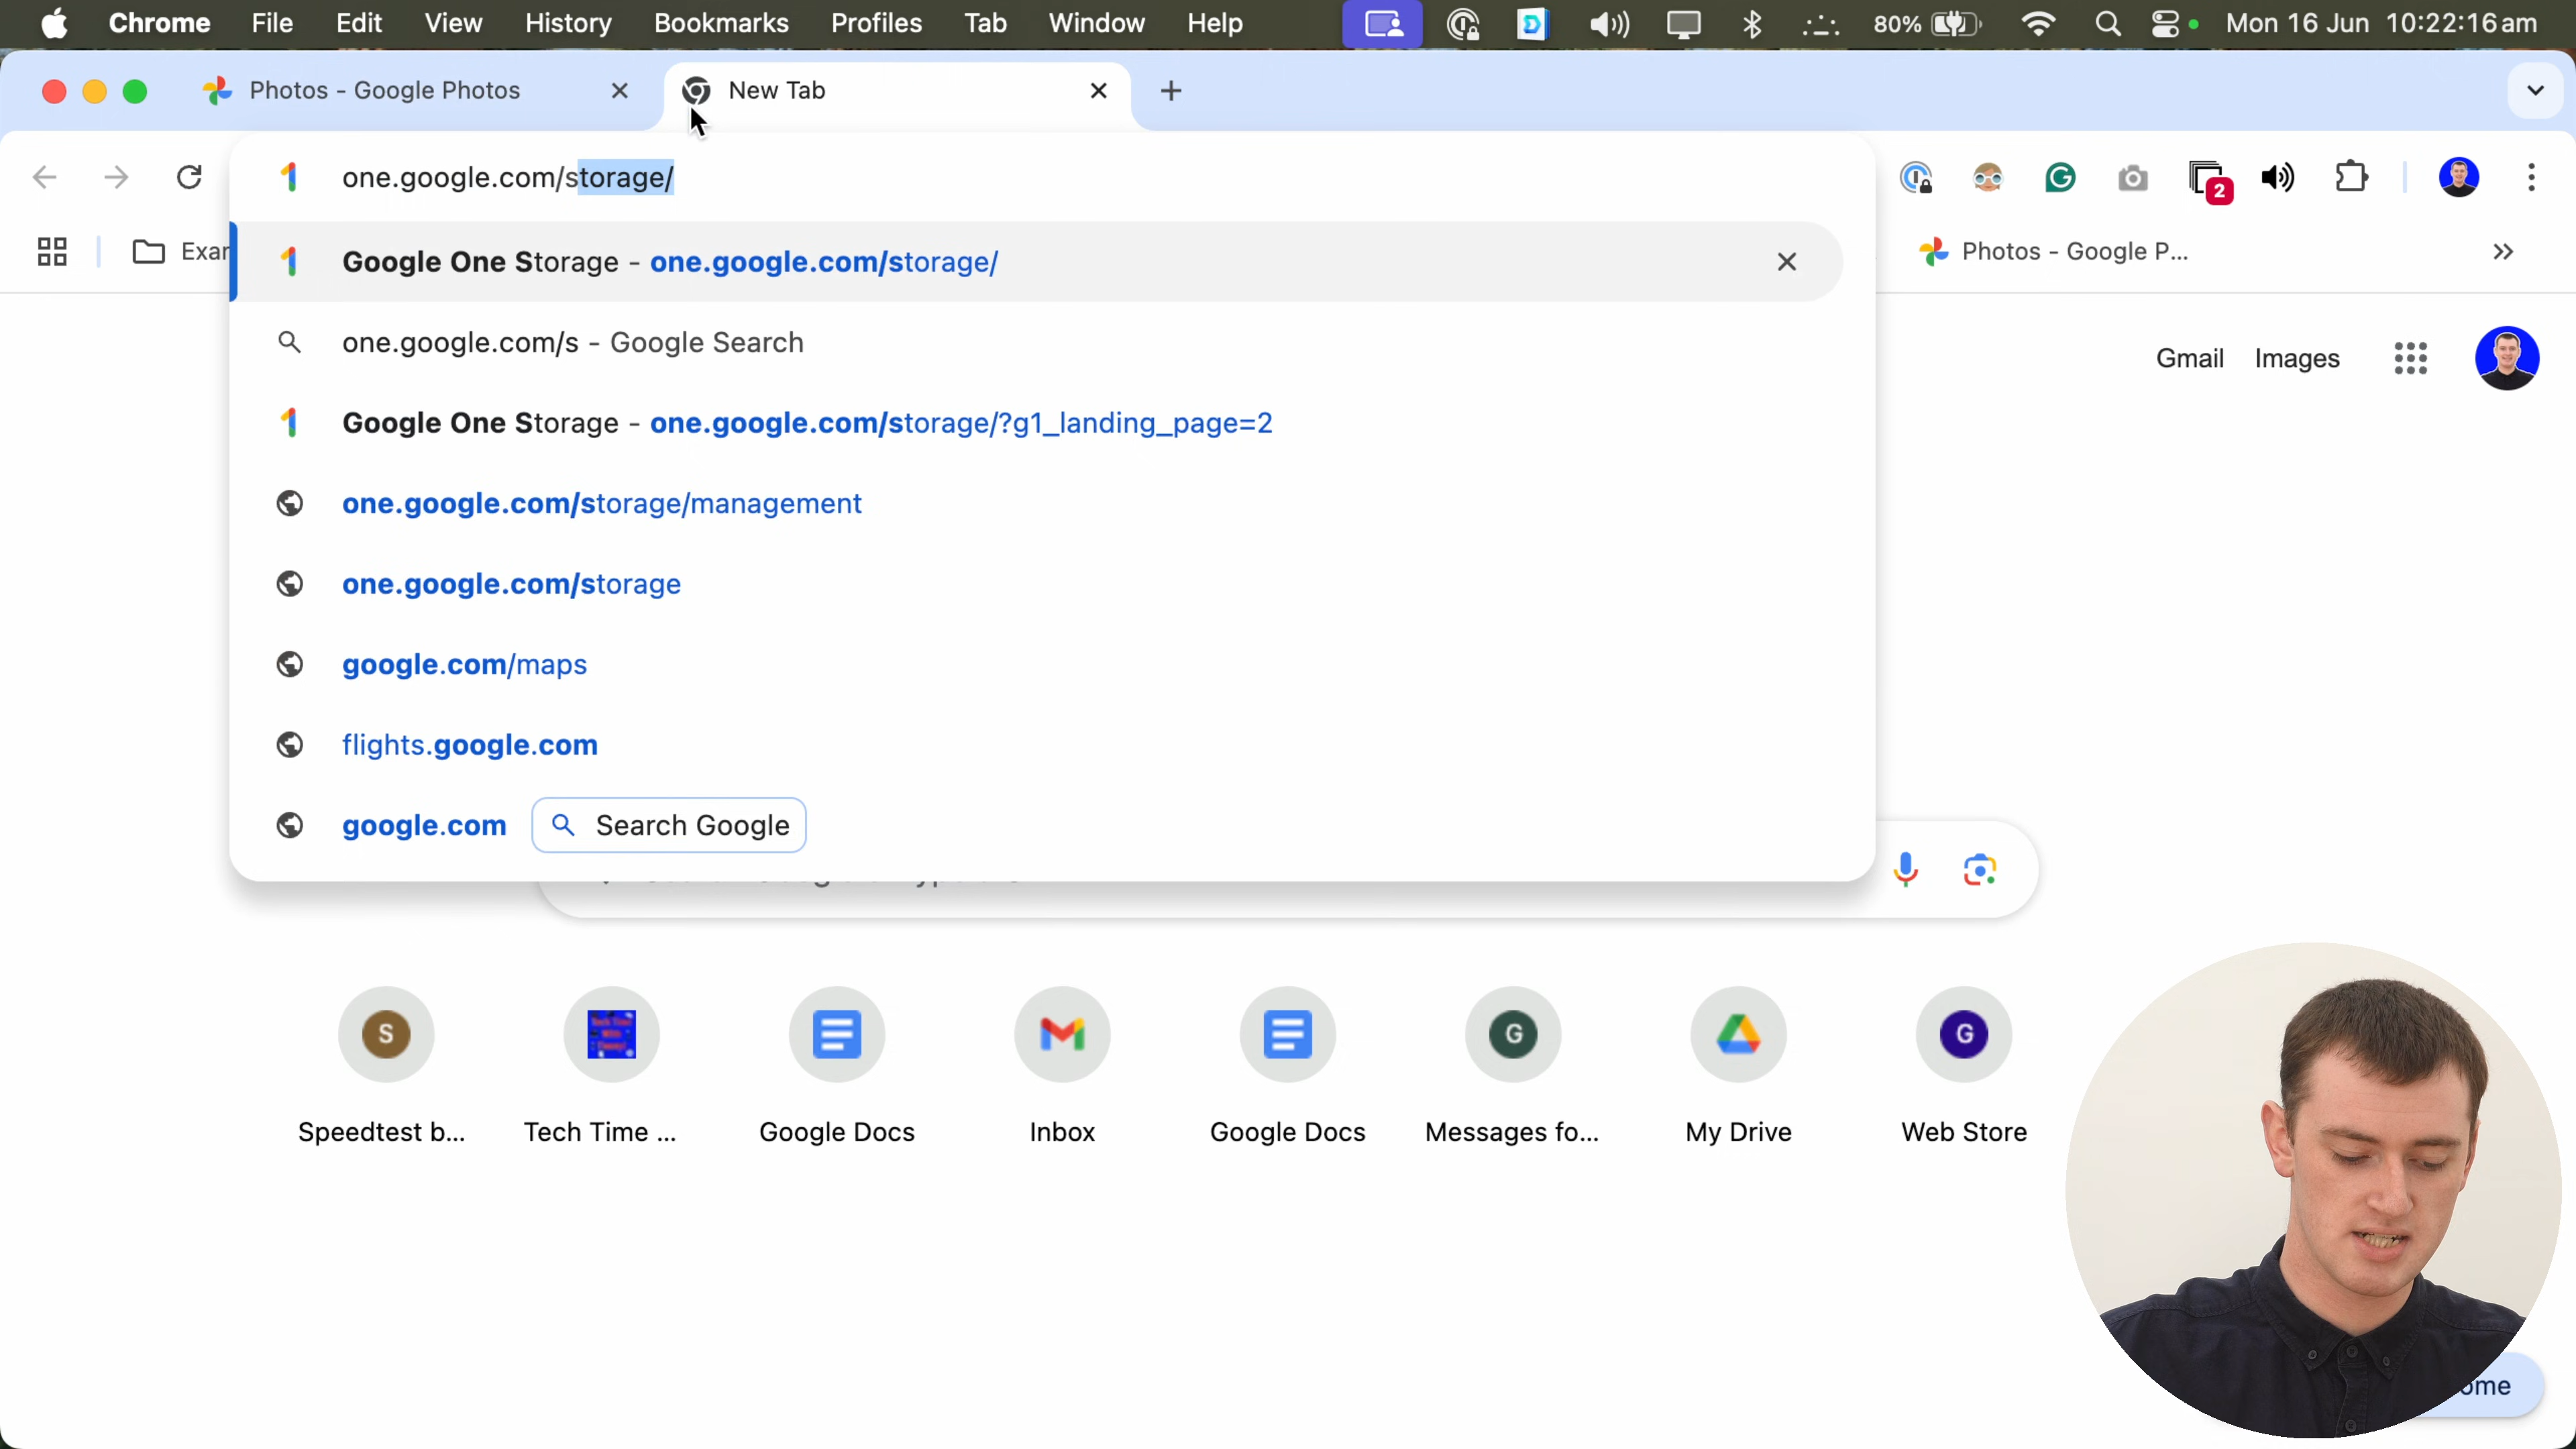 Chrome File Edit View History Bookmarks Profiles Tab Window Help 80% Mon 16 Jun 10:22:16 am
Photos - Google Photos New Tab
one.google.com/storage/
2
Google One Storage - one.google.com/storage/
Photos - Google P...
one.google.com/s - Google Search
Gmail Images
Google One Storage - one.google.com/storage/?g1_landing_page=2
one.google.com/storage/management
one.google.com/storage
google.com/maps
flights.google.com
google.com Search Google
S G G
Speedtest b... Tech Time ... Google Docs Inbox Google Docs Messages fo... My Drive Web Store